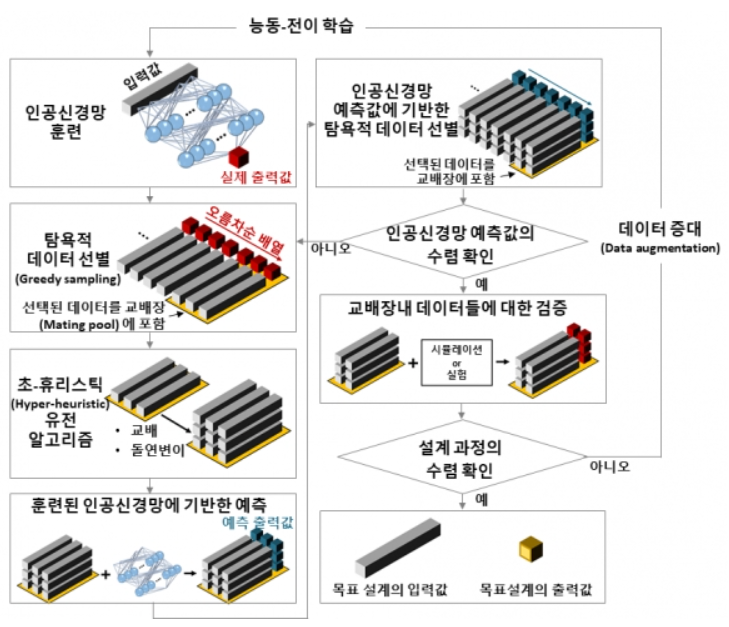 능동-전이 학습
입력값
인공신경망
훈련
실제 출력값
탐욕적
데이터 선별
(Greedy sampling)
오름차순 배열
선택된 데이터를 교배장
(Mating pool) 에 포함
초-휴리스틱
(Hyper-heuristic)
유전
알고리즘
• 교배
• 돌연변이
훈련된 인공신경망에 기반한 예측
예측 출력값
인공신경망
예측값에 기반한
탐욕적 데이터 선별
선택된 데이터를
교배장에 포함
인공신경망 예측값의
수렴 확인
아니오
예
데이터 증대
(Data augmentation)
교배장내 데이터들에 대한 검증
시뮬레이션
or
실험
설계 과정의
수렴 확인
아니오
예
목표 설계의 입력값
목표설계의 출력값